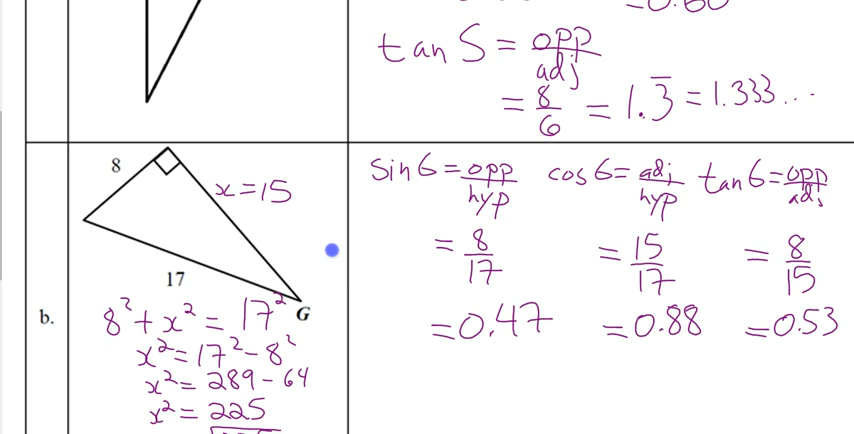 = 0.60
tan S = opp/adj
= 8/6 = 1.3̅ = 1.333...
b.
8
x = 15
17
G
8² + x² = 17²
x² = 17² - 8²
x² = 289 - 64
x² = 225
sin G = opp/hyp cos G = adj/hyp tan G = opp/adj
= 8/17 = 15/17 = 8/15
= 0.47 = 0.88 = 0.53